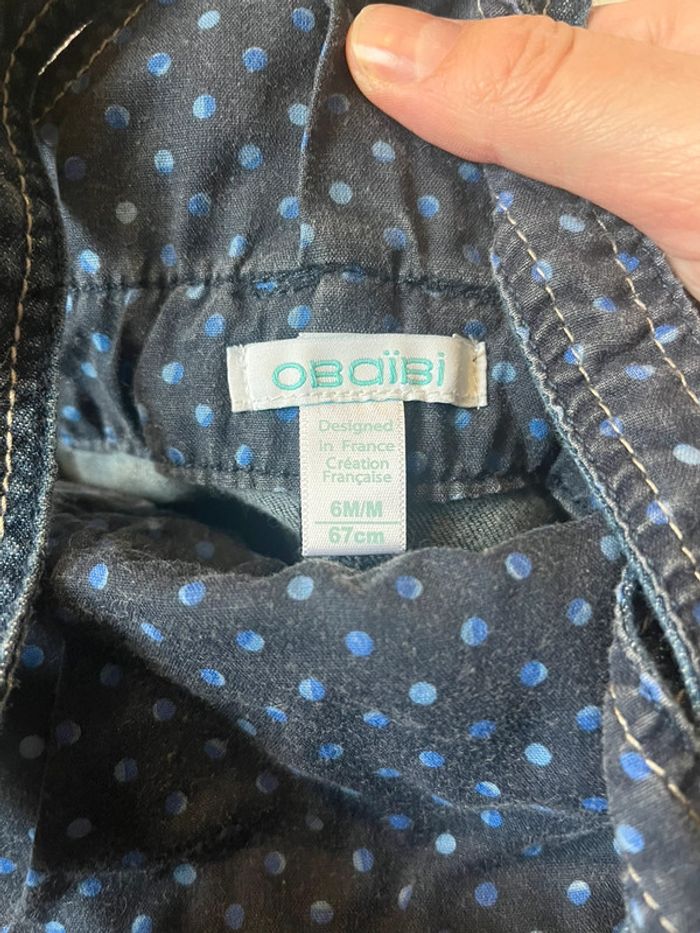 OBaïBi
Designed
in France
Création
Française
6M/M
67cm